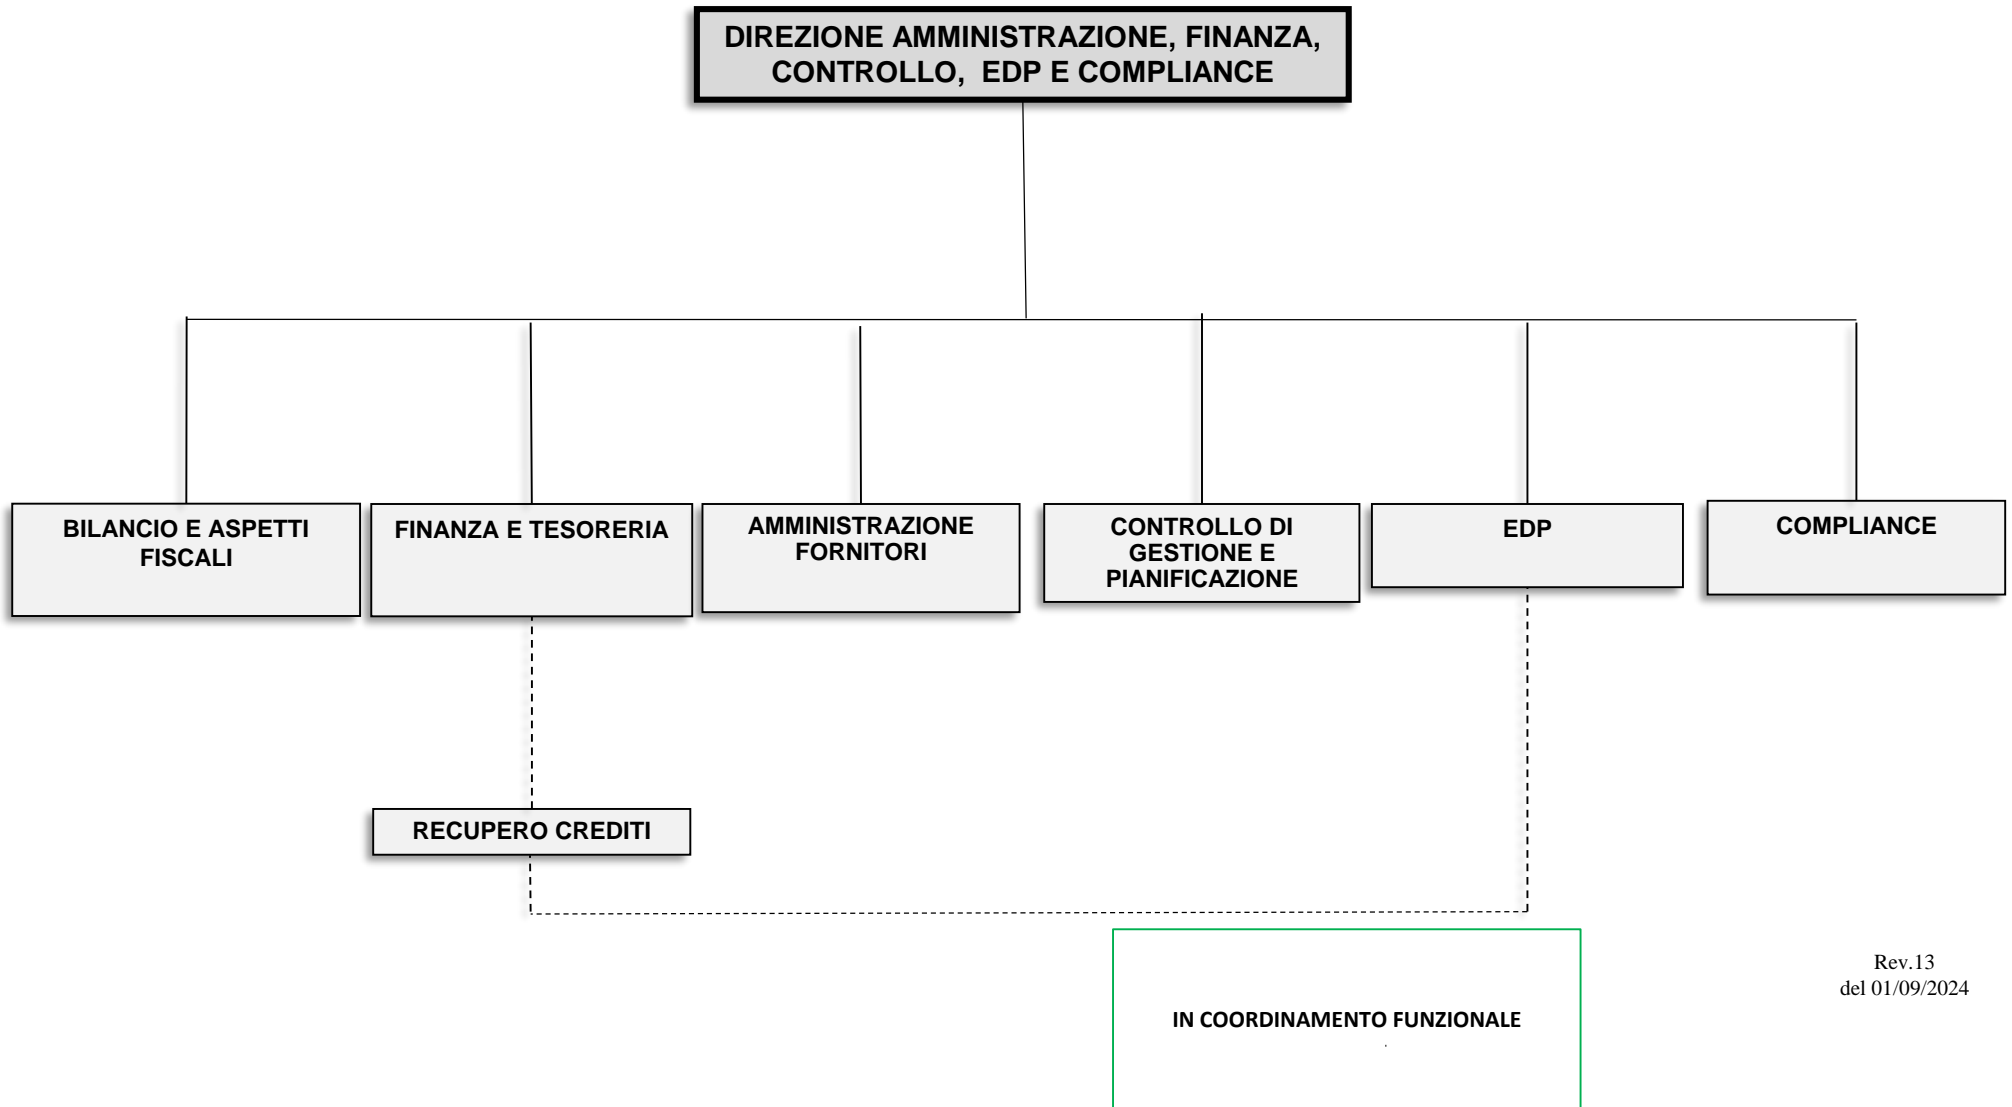 DIREZIONE AMMINISTRAZIONE, FINANZA,
CONTROLLO, EDP E COMPLIANCE
BILANCIO E ASPETTI
FISCALI
FINANZA E TESORERIA
AMMINISTRAZIONE
FORNITORI
CONTROLLO DI
GESTIONE E
PIANIFICAZIONE
EDP
COMPLIANCE
RECUPERO CREDITI
Rev.13
del 01/09/2024
IN COORDINAMENTO FUNZIONALE